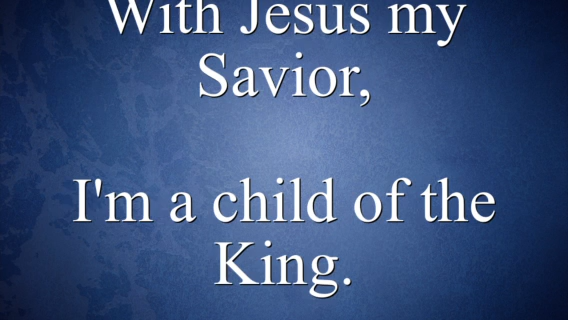 With Jesus my
Savior,
I'm a child of the
King.